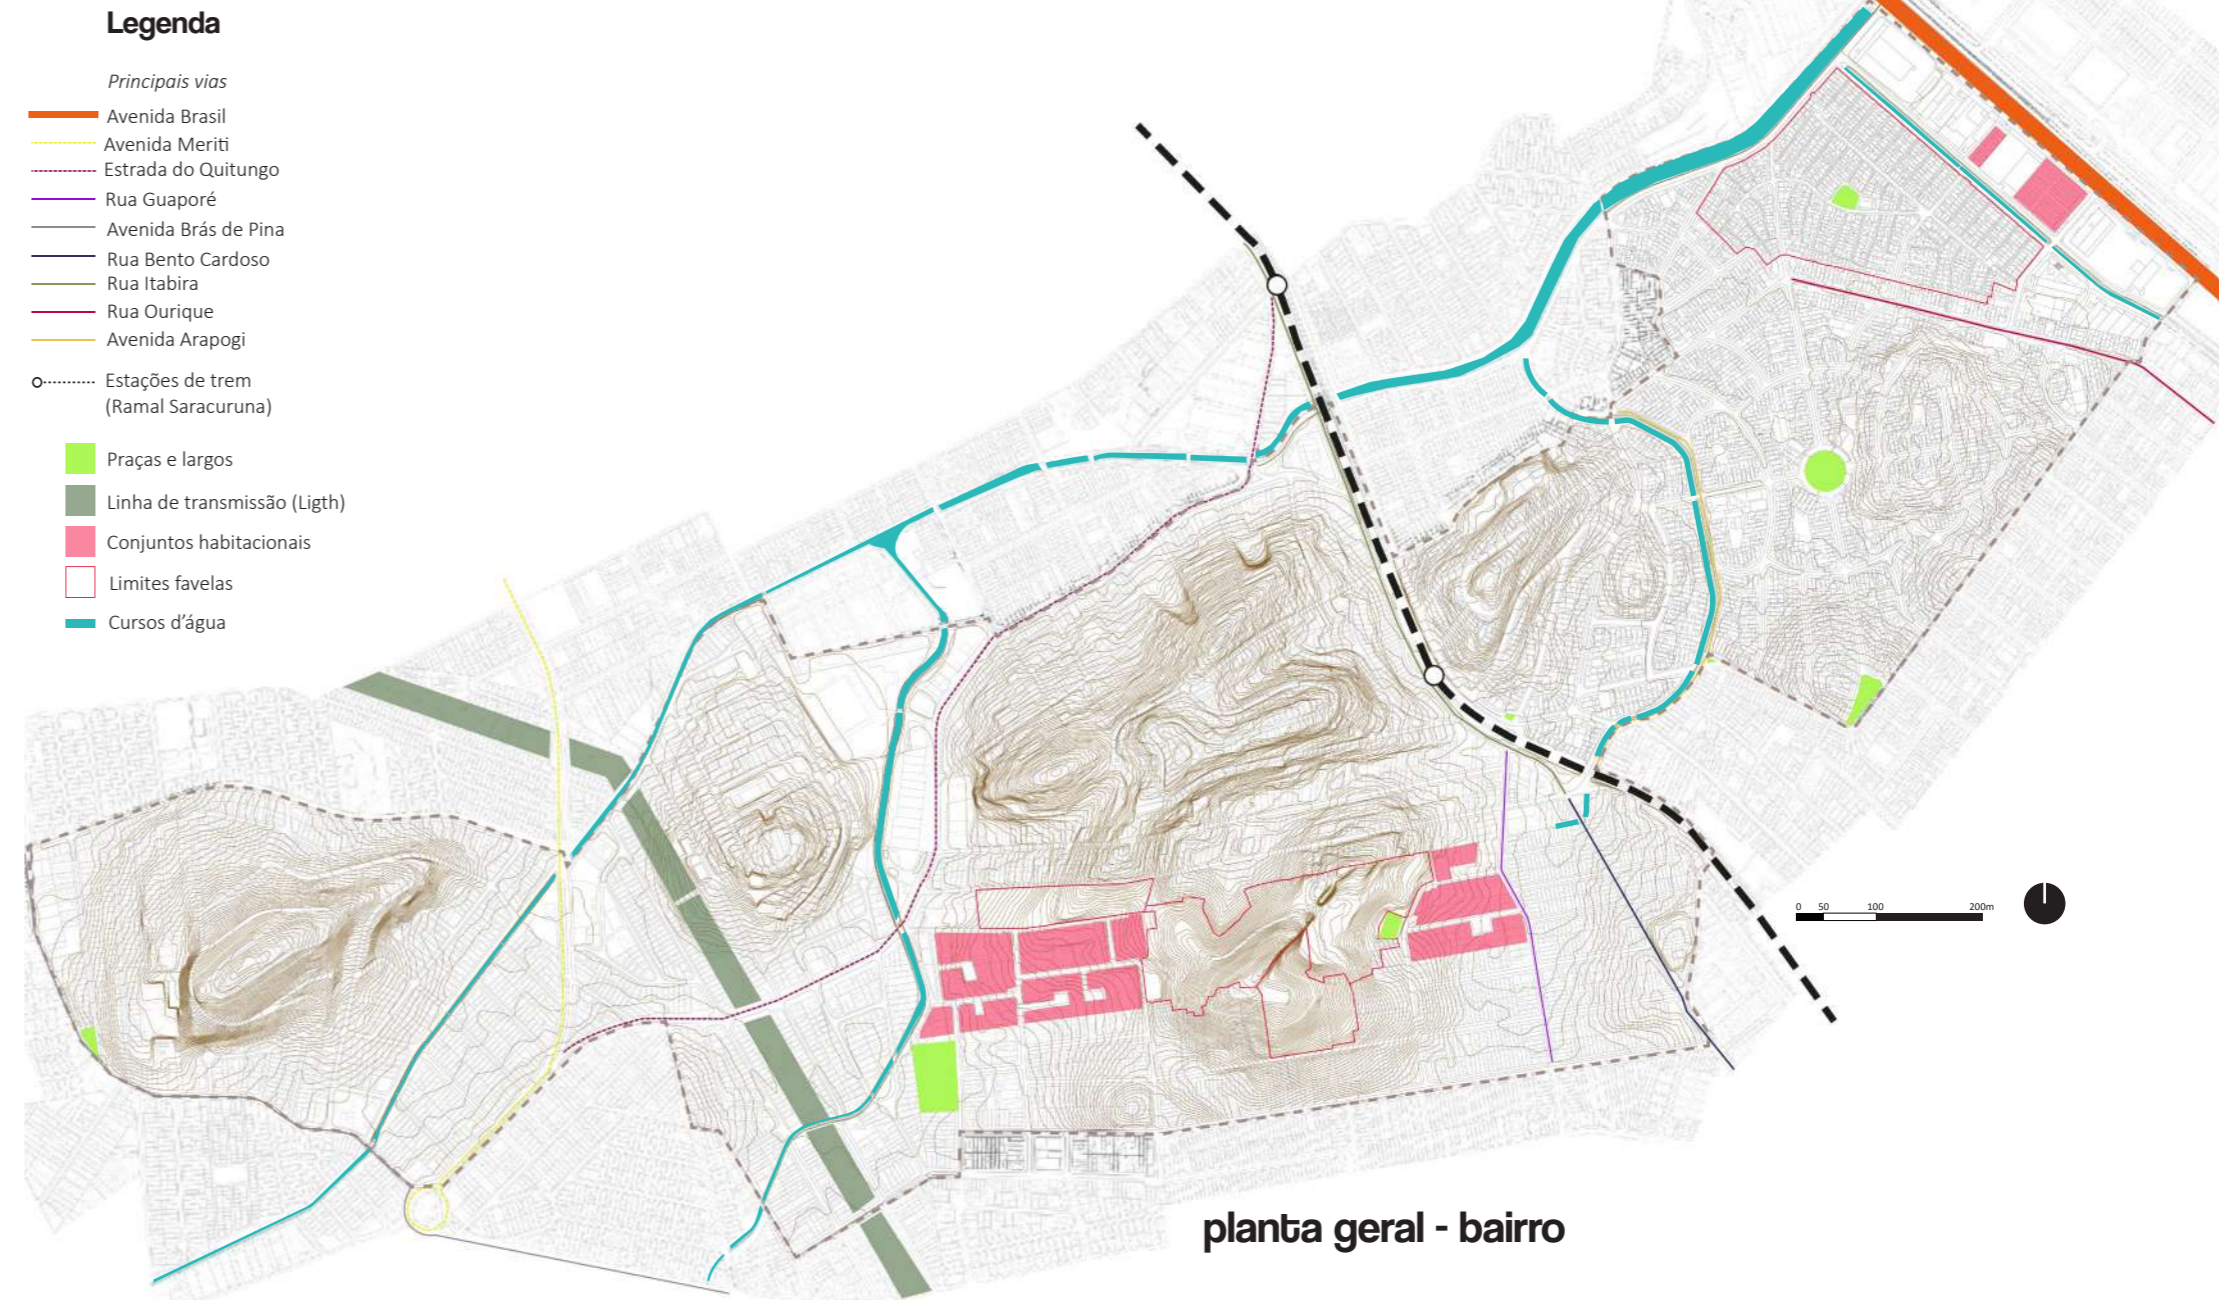 Legenda
Principais vias
Avenida Brasil
Avenida Meriti
Estrada do Quitungo
Rua Guaporé
Avenida Brás de Pina
Rua Bento Cardoso
Rua Itabira
Rua Ourique
Avenida Arapogi
Estações de trem
(Ramal Saracuruna)
Praças e largos
Linha de transmissão (Ligth)
Conjuntos habitacionais
Limites favelas
Cursos d'água
0 50 100 200m
planta geral - bairro